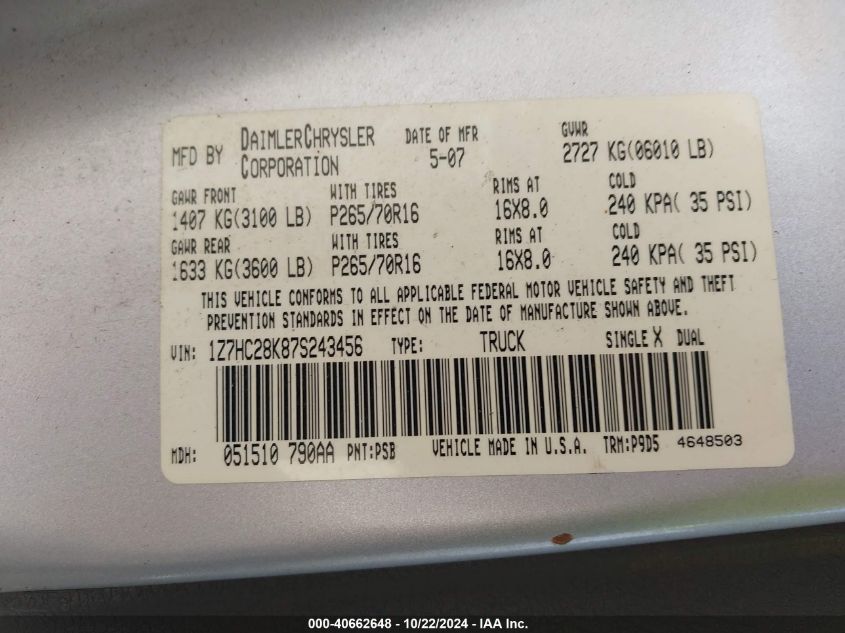 MFD BY DAIMLERCHRYSLER CORPORATION DATE OF MFR 5-07 GVWR 2727 KG(06010 LB)
GAWR FRONT WITH TIRES RIMS AT COLD
1407 KG(3100 LB) P265/70R16 16X8.0 240 KPA( 35 PSI)
GAWR REAR WITH TIRES RIMS AT COLD
1633 KG(3600 LB) P265/70R16 16X8.0 240 KPA( 35 PSI)
THIS VEHICLE CONFORMS TO ALL APPLICABLE FEDERAL MOTOR VEHICLE SAFETY AND THEFT
PREVENTION STANDARDS IN EFFECT ON THE DATE OF MANUFACTURE SHOWN ABOVE.
VIN: 1Z7HC28K87S243456 TYPE: TRUCK SINGLE X DUAL
MDH: 051510 790AA PNT:PSB VEHICLE MADE IN U.S.A. TRM:P9D5 4648503
000-40662648 - 10/22/2024 - IAA Inc.